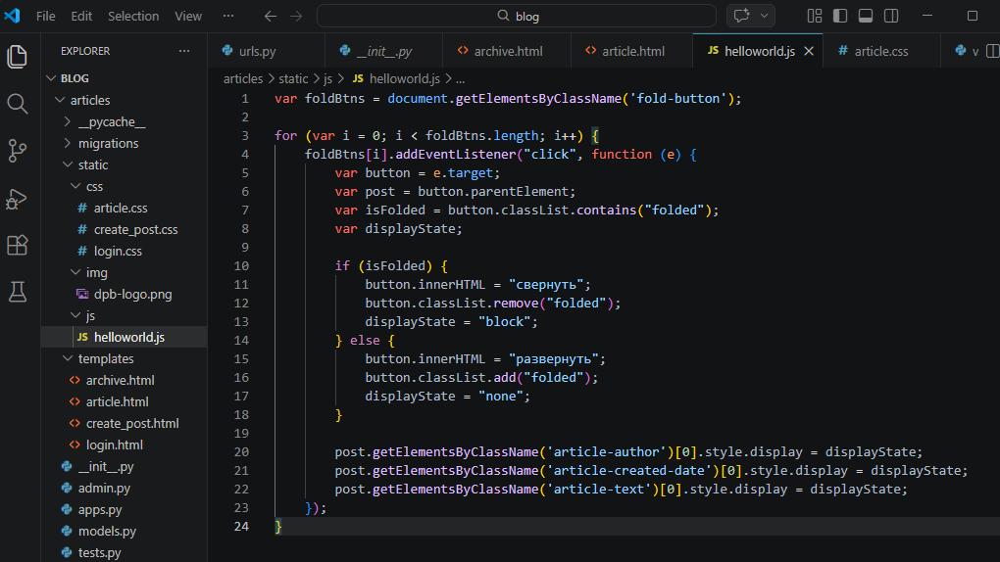 File Edit Selection View ··· blog
EXPLORER ···
BLOG
articles
__pycache__
migrations
static
css
# article.css
# create_post.css
# login.css
img
dpb-logo.png
js
JS helloworld.js
templates
<> archive.html
<> article.html
<> create_post.html
<> login.html
__init__.py
admin.py
apps.py
models.py
tests.py
urls.py __init__.py <> archive.html <> article.html JS helloworld.js # article.css v
articles > static > js > JS helloworld.js > ...
1 var foldBtns = document.getElementsByClassName('fold-button');
2
3 for (var i = 0; i < foldBtns.length; i++) {
4 foldBtns[i].addEventListener("click", function (e) {
5 var button = e.target;
6 var post = button.parentElement;
7 var isFolded = button.classList.contains("folded");
8 var displayState;
9
10 if (isFolded) {
11 button.innerHTML = "свернуть";
12 button.classList.remove("folded");
13 displayState = "block";
14 } else {
15 button.innerHTML = "развернуть";
16 button.classList.add("folded");
17 displayState = "none";
18 }
19
20 post.getElementsByClassName('article-author')[0].style.display = displayState;
21 post.getElementsByClassName('article-created-date')[0].style.display = displayState;
22 post.getElementsByClassName('article-text')[0].style.display = displayState;
23 });
24 }